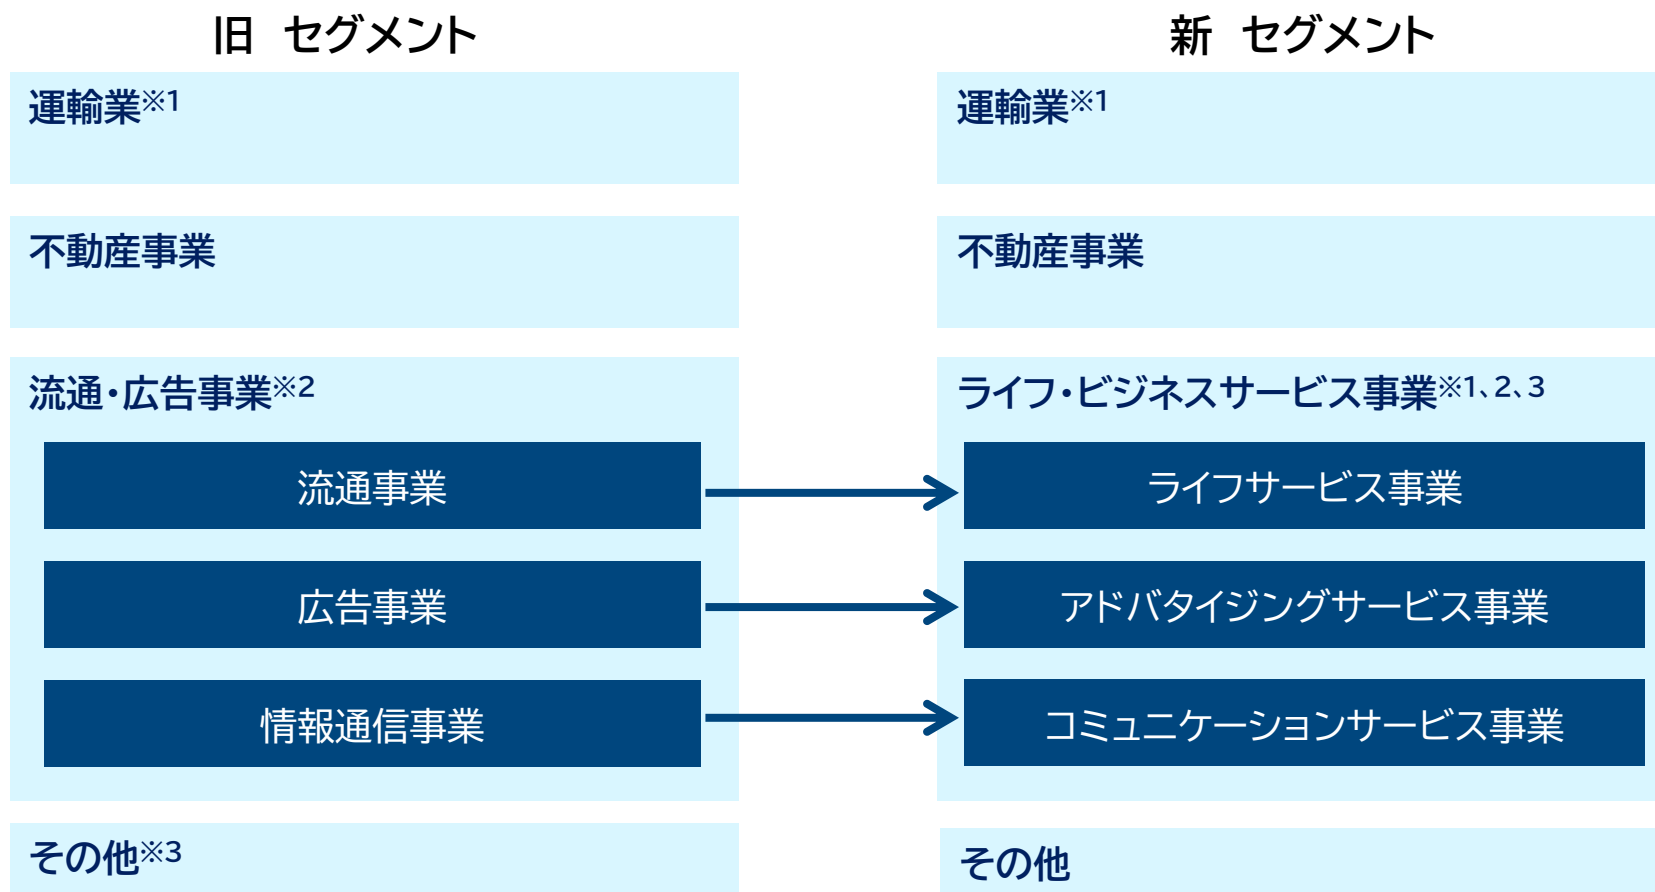 旧 セグメント
新 セグメント
運輸業※1
運輸業※1
不動産事業
不動産事業
流通・広告事業※2
ライフ・ビジネスサービス事業※1、2、3
流通事業
ライフサービス事業
広告事業
アドバタイジングサービス事業
情報通信事業
コミュニケーションサービス事業
その他※3
その他